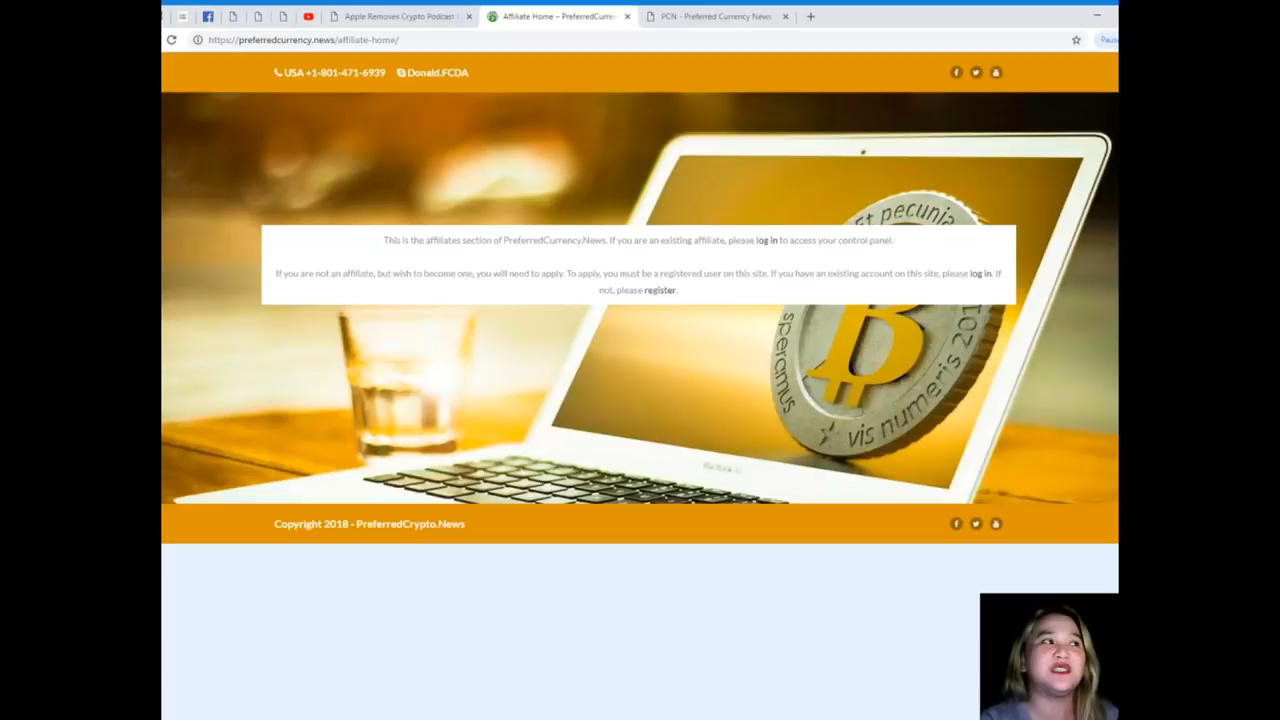 Apple Removes Crypto Podcast
Affiliate Home – PreferredCurre
PCN - Preferred Currency News
https://preferredcurrency.news/affiliate-home/
Paus
USA +1-801-471-6939 Donald.FCDA
This is the affiliates section of PreferredCurrency.News. If you are an existing affiliate, please log in to access your control panel.
If you are not an affiliate, but wish to become one, you will need to apply. To apply, you must be a registered user on this site. If you have an existing account on this site, please log in. If
not, please register.
Et pecunia
B
speramus
vis numeris 201
Copyright 2018 - PreferredCrypto.News